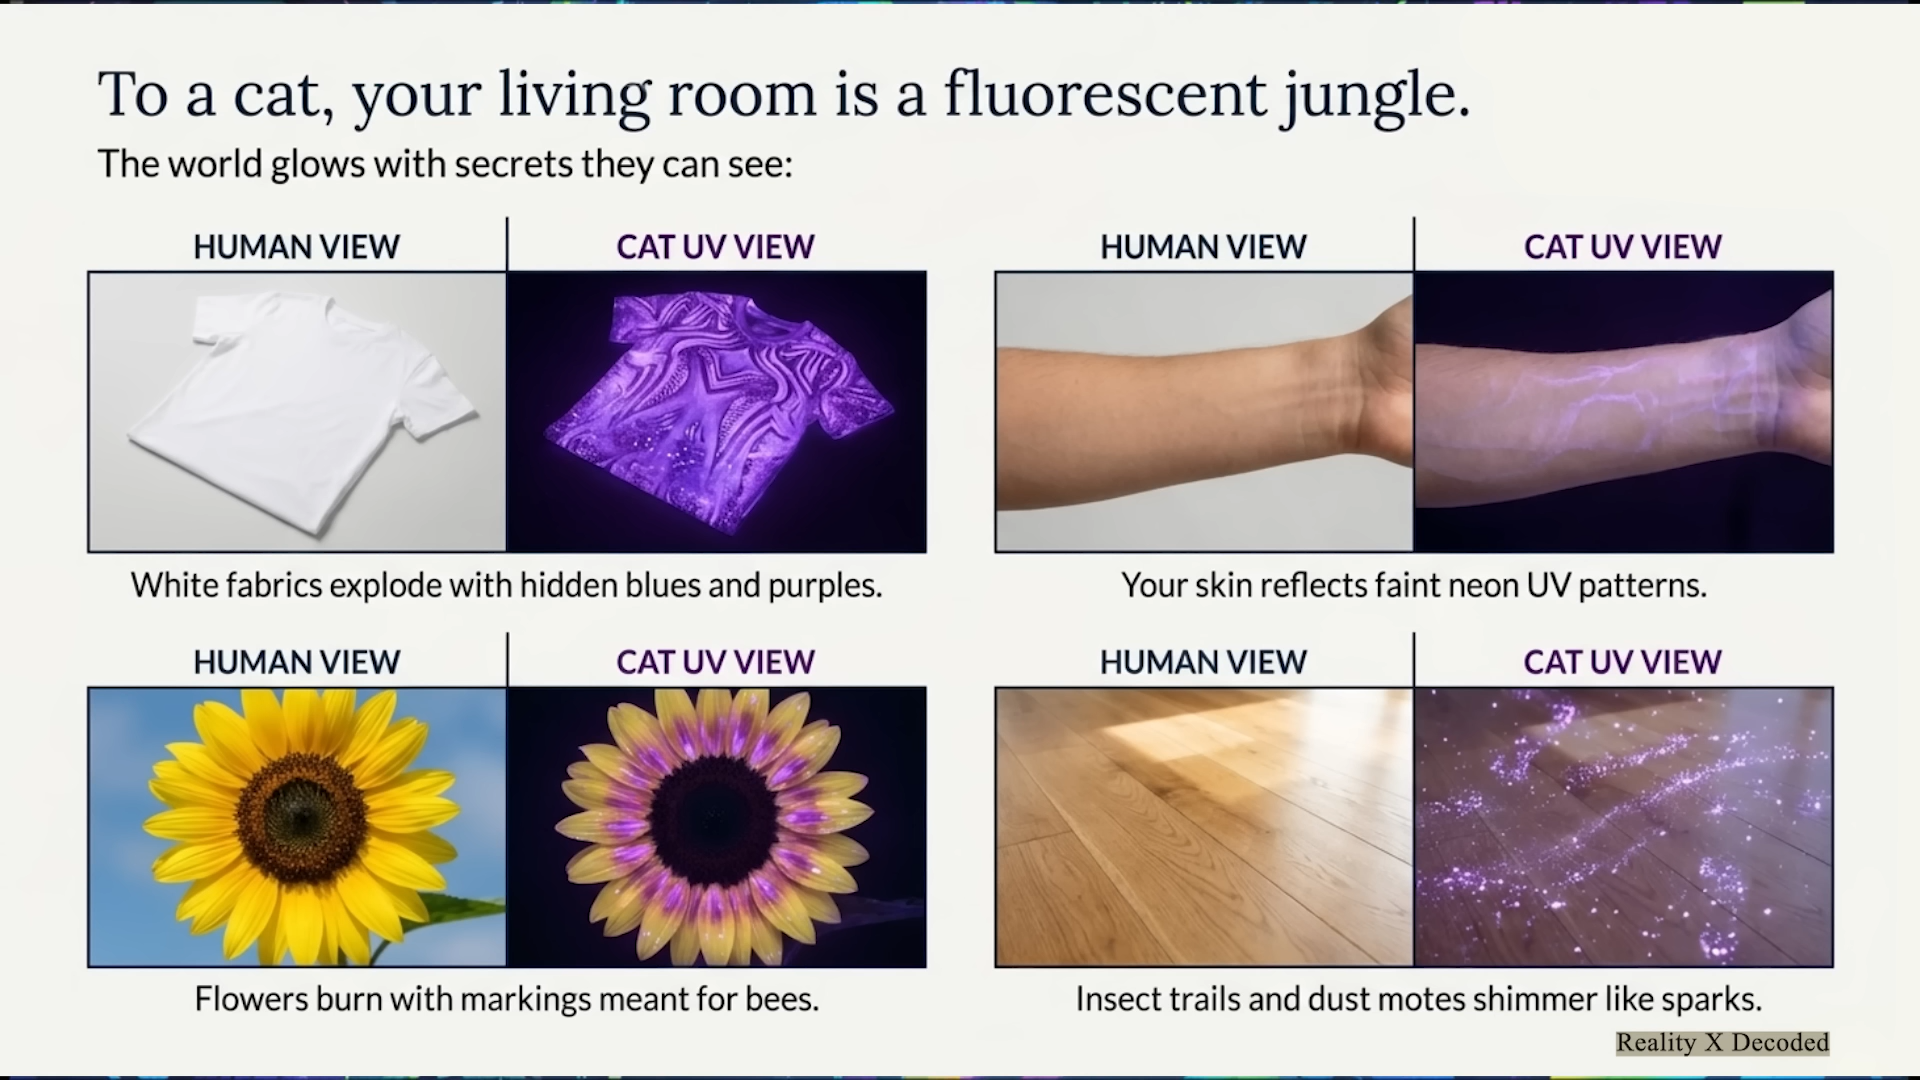 To a cat, your living room is a fluorescent jungle.
The world glows with secrets they can see:
HUMAN VIEW
CAT UV VIEW
White fabrics explode with hidden blues and purples.
HUMAN VIEW
CAT UV VIEW
Your skin reflects faint neon UV patterns.
HUMAN VIEW
CAT UV VIEW
Flowers burn with markings meant for bees.
HUMAN VIEW
CAT UV VIEW
Insect trails and dust motes shimmer like sparks.
Reality X Decoded